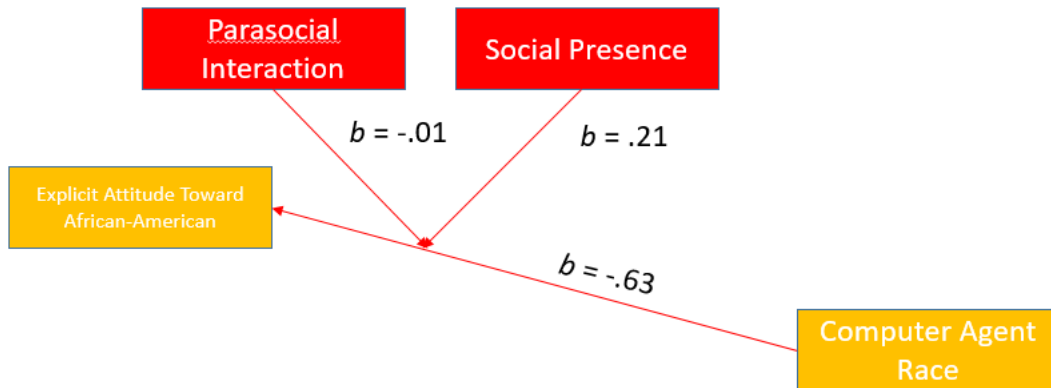 Parasocial
Interaction
Social Presence
b = -.01
b = .21
Explicit Attitude Toward
African-American
b = -.63
Computer Agent
Race